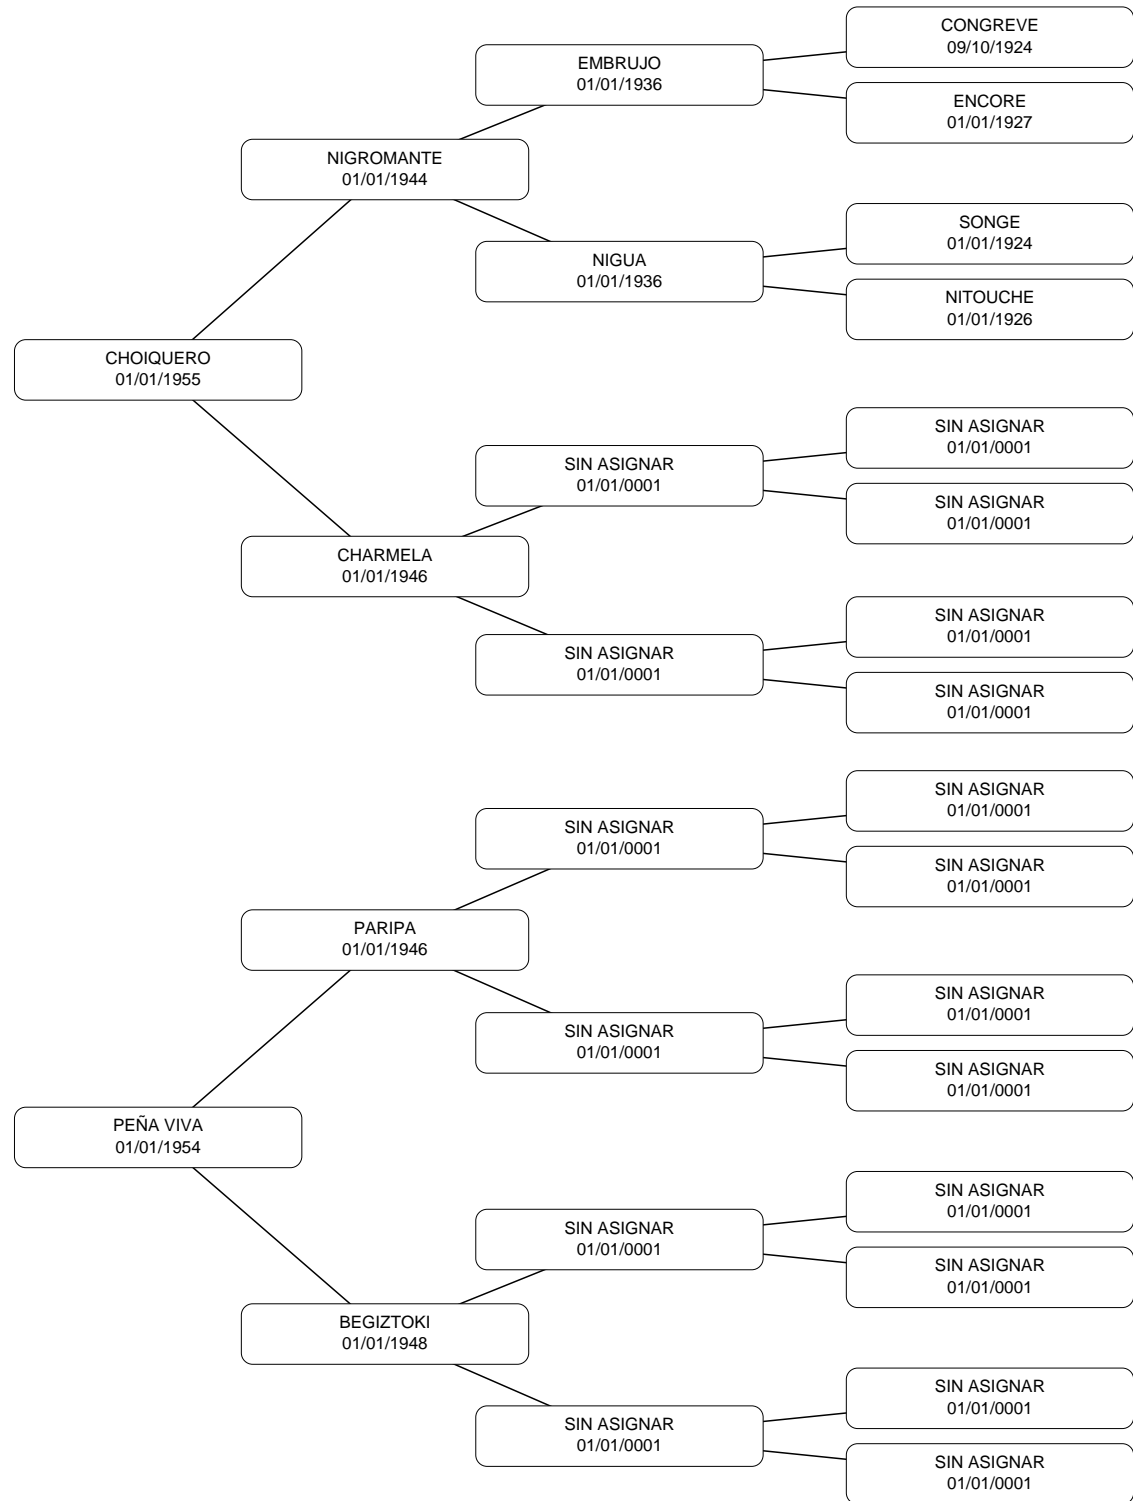 CONGREVE
09/10/1924
EMBRUJO
01/01/1936
ENCORE
01/01/1927
NIGROMANTE
01/01/1944
SONGE
01/01/1924
NIGUA
01/01/1936
NITOUCHE
01/01/1926
CHOIQUERO
01/01/1955
SIN ASIGNAR
01/01/0001
SIN ASIGNAR
01/01/0001
SIN ASIGNAR
01/01/0001
CHARMELA
01/01/1946
SIN ASIGNAR
01/01/0001
SIN ASIGNAR
01/01/0001
SIN ASIGNAR
01/01/0001
SIN ASIGNAR
01/01/0001
SIN ASIGNAR
01/01/0001
SIN ASIGNAR
01/01/0001
PARIPA
01/01/1946
SIN ASIGNAR
01/01/0001
SIN ASIGNAR
01/01/0001
SIN ASIGNAR
01/01/0001
PEÑA VIVA
01/01/1954
SIN ASIGNAR
01/01/0001
SIN ASIGNAR
01/01/0001
SIN ASIGNAR
01/01/0001
BEGIZTOKI
01/01/1948
SIN ASIGNAR
01/01/0001
SIN ASIGNAR
01/01/0001
SIN ASIGNAR
01/01/0001